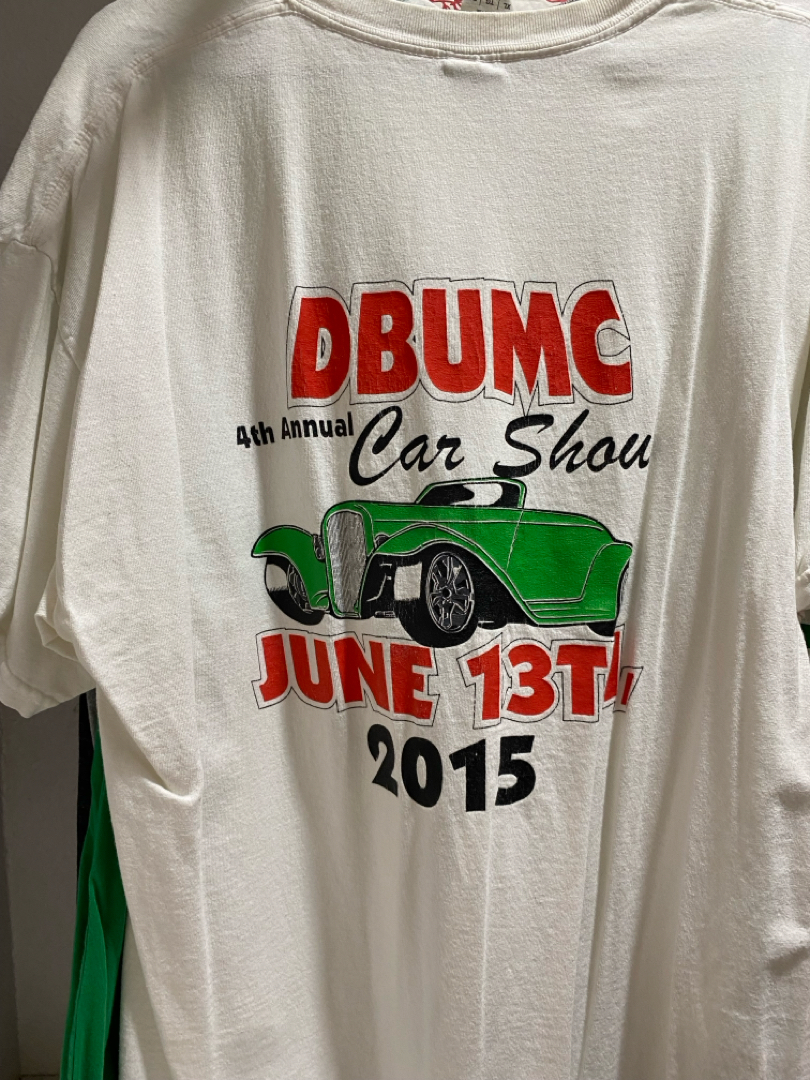 DBUMC
4th Annual Car Show
JUNE 13TH
2015